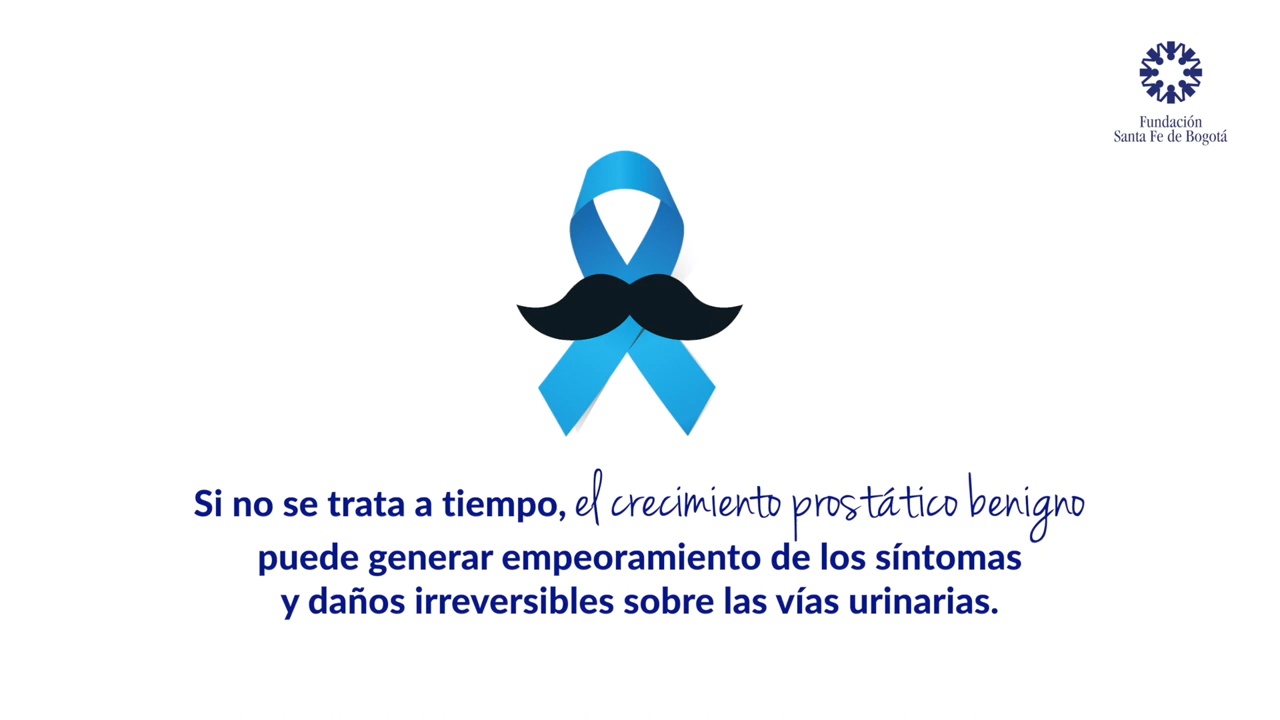 Fundación
Santa Fe de Bogotá
Si no se trata a tiempo, el crecimiento prostático benigno
puede generar empeoramiento de los síntomas
y daños irreversibles sobre las vías urinarias.